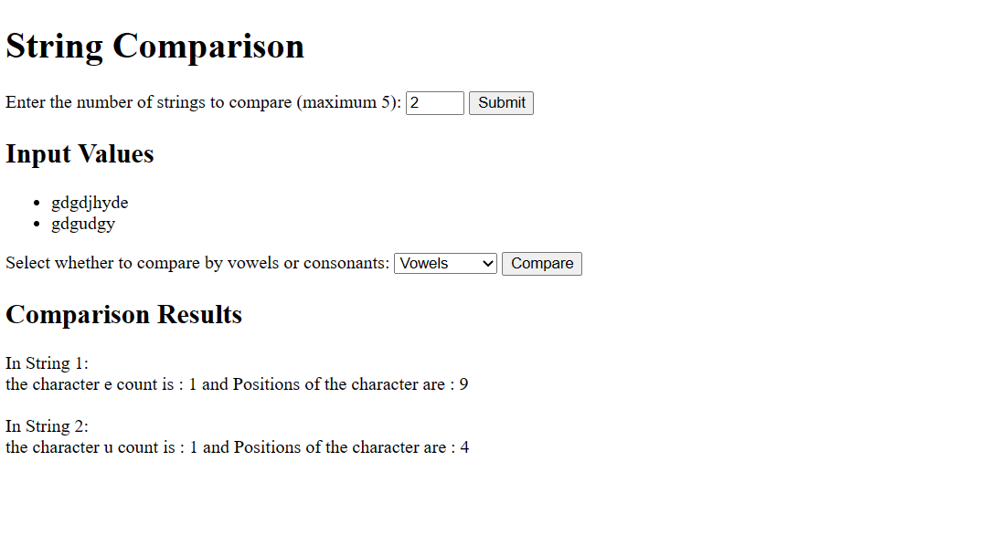 String Comparison
Enter the number of strings to compare (maximum 5): 2 Submit
Input Values
gdgdjhyde
gdgudgy
Select whether to compare by vowels or consonants: Vowels Compare
Comparison Results
In String 1:
the character e count is : 1 and Positions of the character are : 9
In String 2:
the character u count is : 1 and Positions of the character are : 4